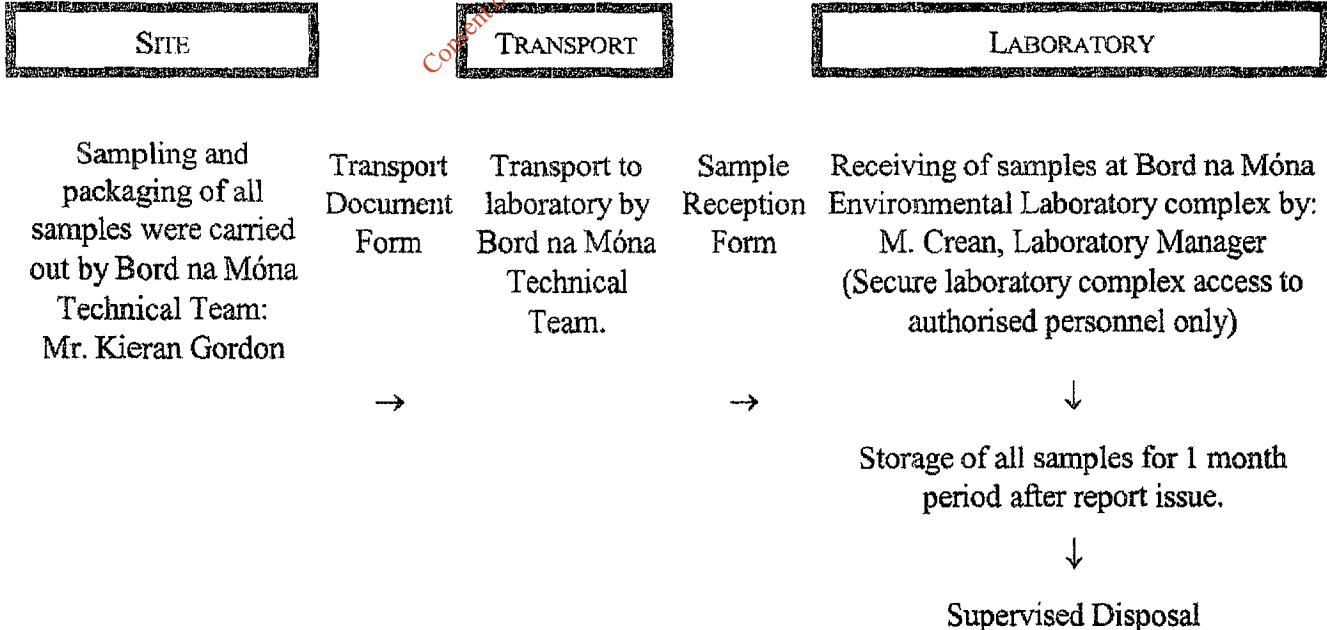 SITE
TRANSPORT
LABORATORY
Sampling and
packaging of all
samples were carried
out by Bord na Móna
Technical Team:
Mr. Kieran Gordon
Transport
Document
Form
→
Transport to
laboratory by
Bord na Móna
Technical
Team.
Sample
Reception
Form
→
Receiving of samples at Bord na Móna
Environmental Laboratory complex by:
M. Crean, Laboratory Manager
(Secure laboratory complex access to
authorised personnel only)
↓
Storage of all samples for 1 month
period after report issue.
↓
Supervised Disposal
Consent